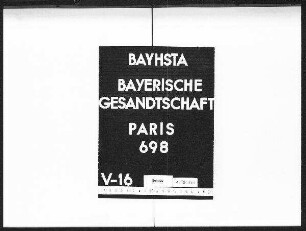 BAYHSTA
BAYERISCHE
GESANDTSCHAFT
PARIS
698
V-16